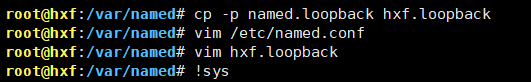 root@hxf:/var/named# cp -p named.loopback hxf.loopback
root@hxf:/var/named# vim /etc/named.conf
root@hxf:/var/named# vim hxf.loopback
root@hxf:/var/named# !sys